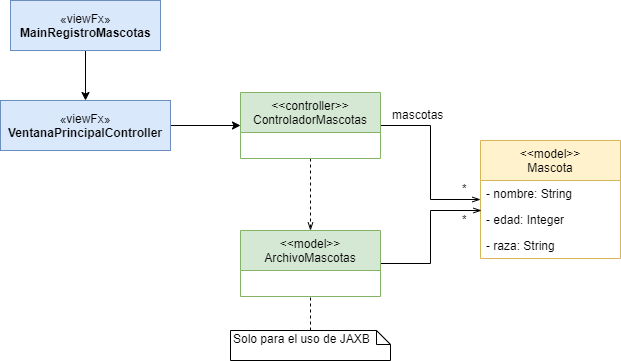 «viewFx»
MainRegistroMascotas
«viewFx»
VentanaPrincipalController
<<controller>>
ControladorMascotas
mascotas
*
*
<<model>>
Mascota
- nombre: String
- edad: Integer
- raza: String
<<model>>
ArchivoMascotas
Solo para el uso de JAXB